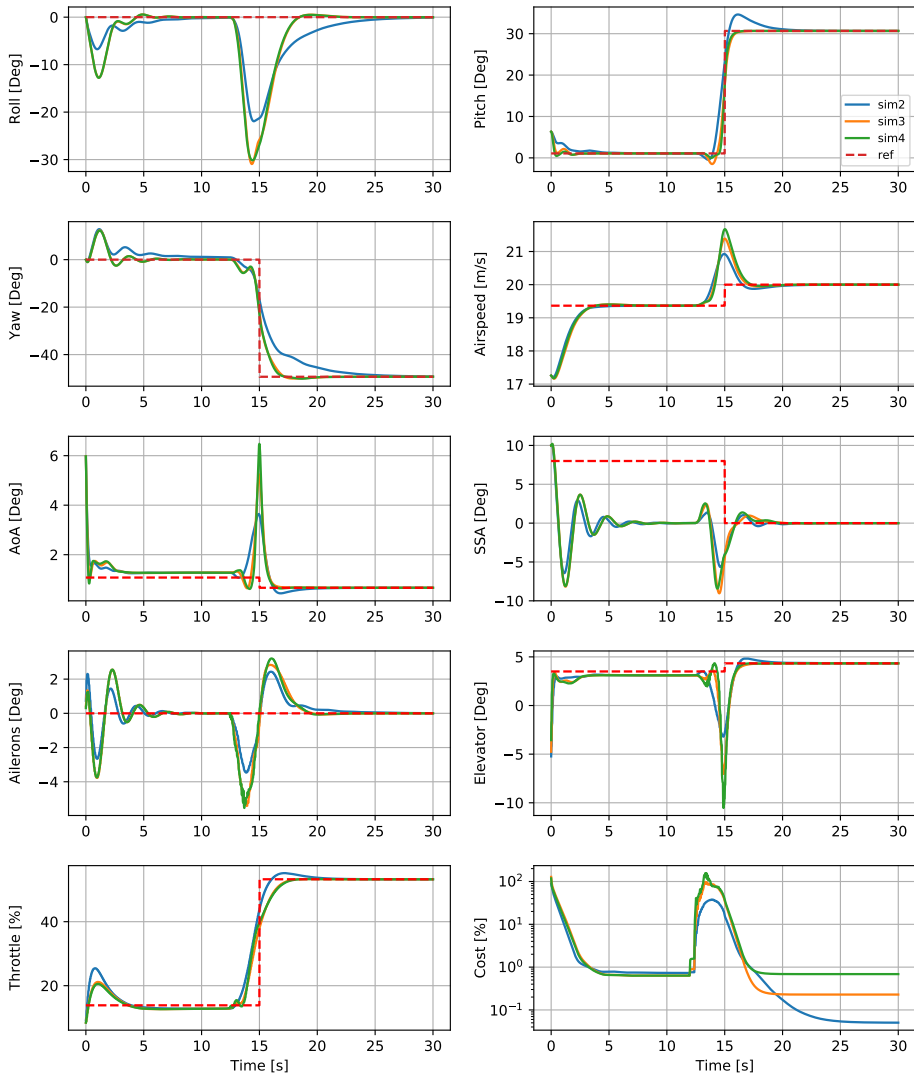 Roll [Deg]
0
−10
−20
−30
0 5 10 15 20 25 30
Pitch [Deg]
30
20
10
0
sim2
sim3
sim4
ref
0 5 10 15 20 25 30
Yaw [Deg]
0
−20
−40
0 5 10 15 20 25 30
Airspeed [m/s]
21
20
19
18
17
0 5 10 15 20 25 30
AoA [Deg]
6
4
2
0 5 10 15 20 25 30
SSA [Deg]
10
5
0
−5
−10
0 5 10 15 20 25 30
Ailerons [Deg]
2
0
−2
−4
0 5 10 15 20 25 30
Elevator [Deg]
5
0
−5
−10
0 5 10 15 20 25 30
Throttle [%]
40
20
0 5 10 15 20 25 30
Time [s]
Cost [%]
10²
10¹
10⁰
10⁻¹
0 5 10 15 20 25 30
Time [s]